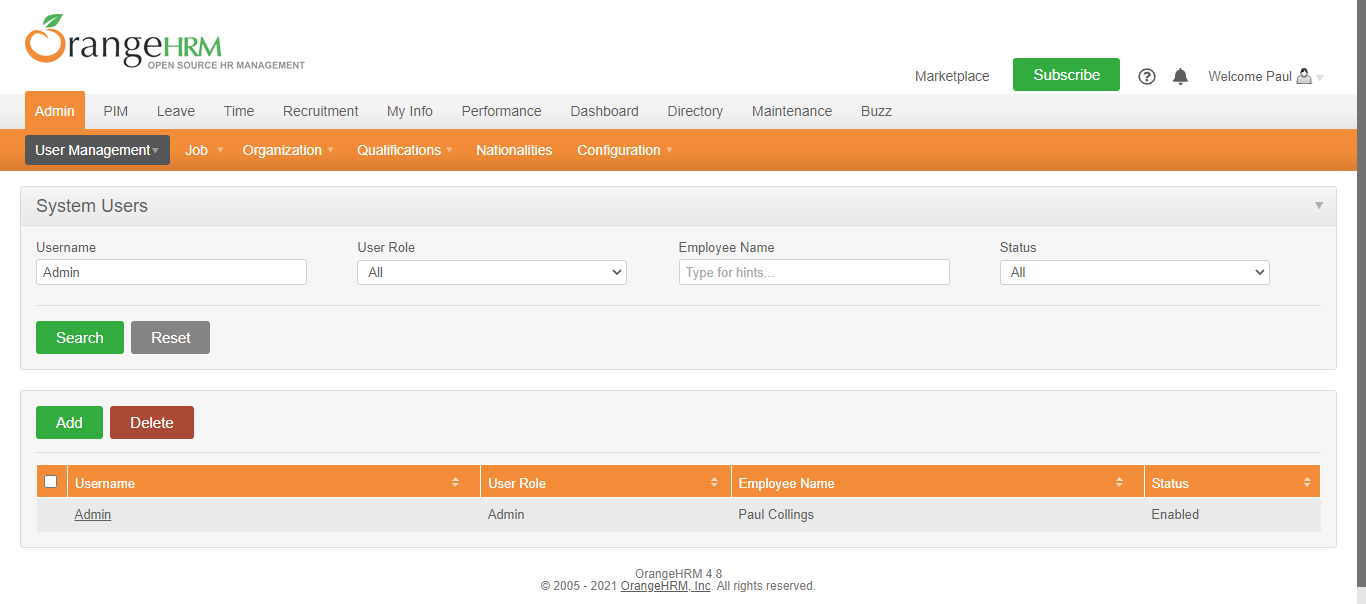 OrangeHRM
OPEN SOURCE HR MANAGEMENT
Marketplace Subscribe Welcome Paul
Admin PIM Leave Time Recruitment My Info Performance Dashboard Directory Maintenance Buzz
User Management Job Organization Qualifications Nationalities Configuration
System Users
Username User Role Employee Name Status
Admin All Type for hints... All
Search Reset
Add Delete
Username User Role Employee Name Status
Admin Admin Paul Collings Enabled
OrangeHRM 4.8
© 2005 - 2021 OrangeHRM, Inc. All rights reserved.